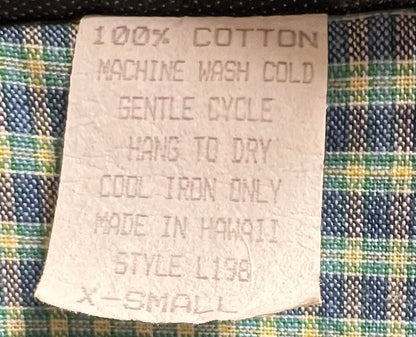 100% COTTON
MACHINE WASH COLD
GENTLE CYCLE
HANG TO DRY
COOL IRON ONLY
MADE IN HAWAII
STYLE L198
X-SMALL